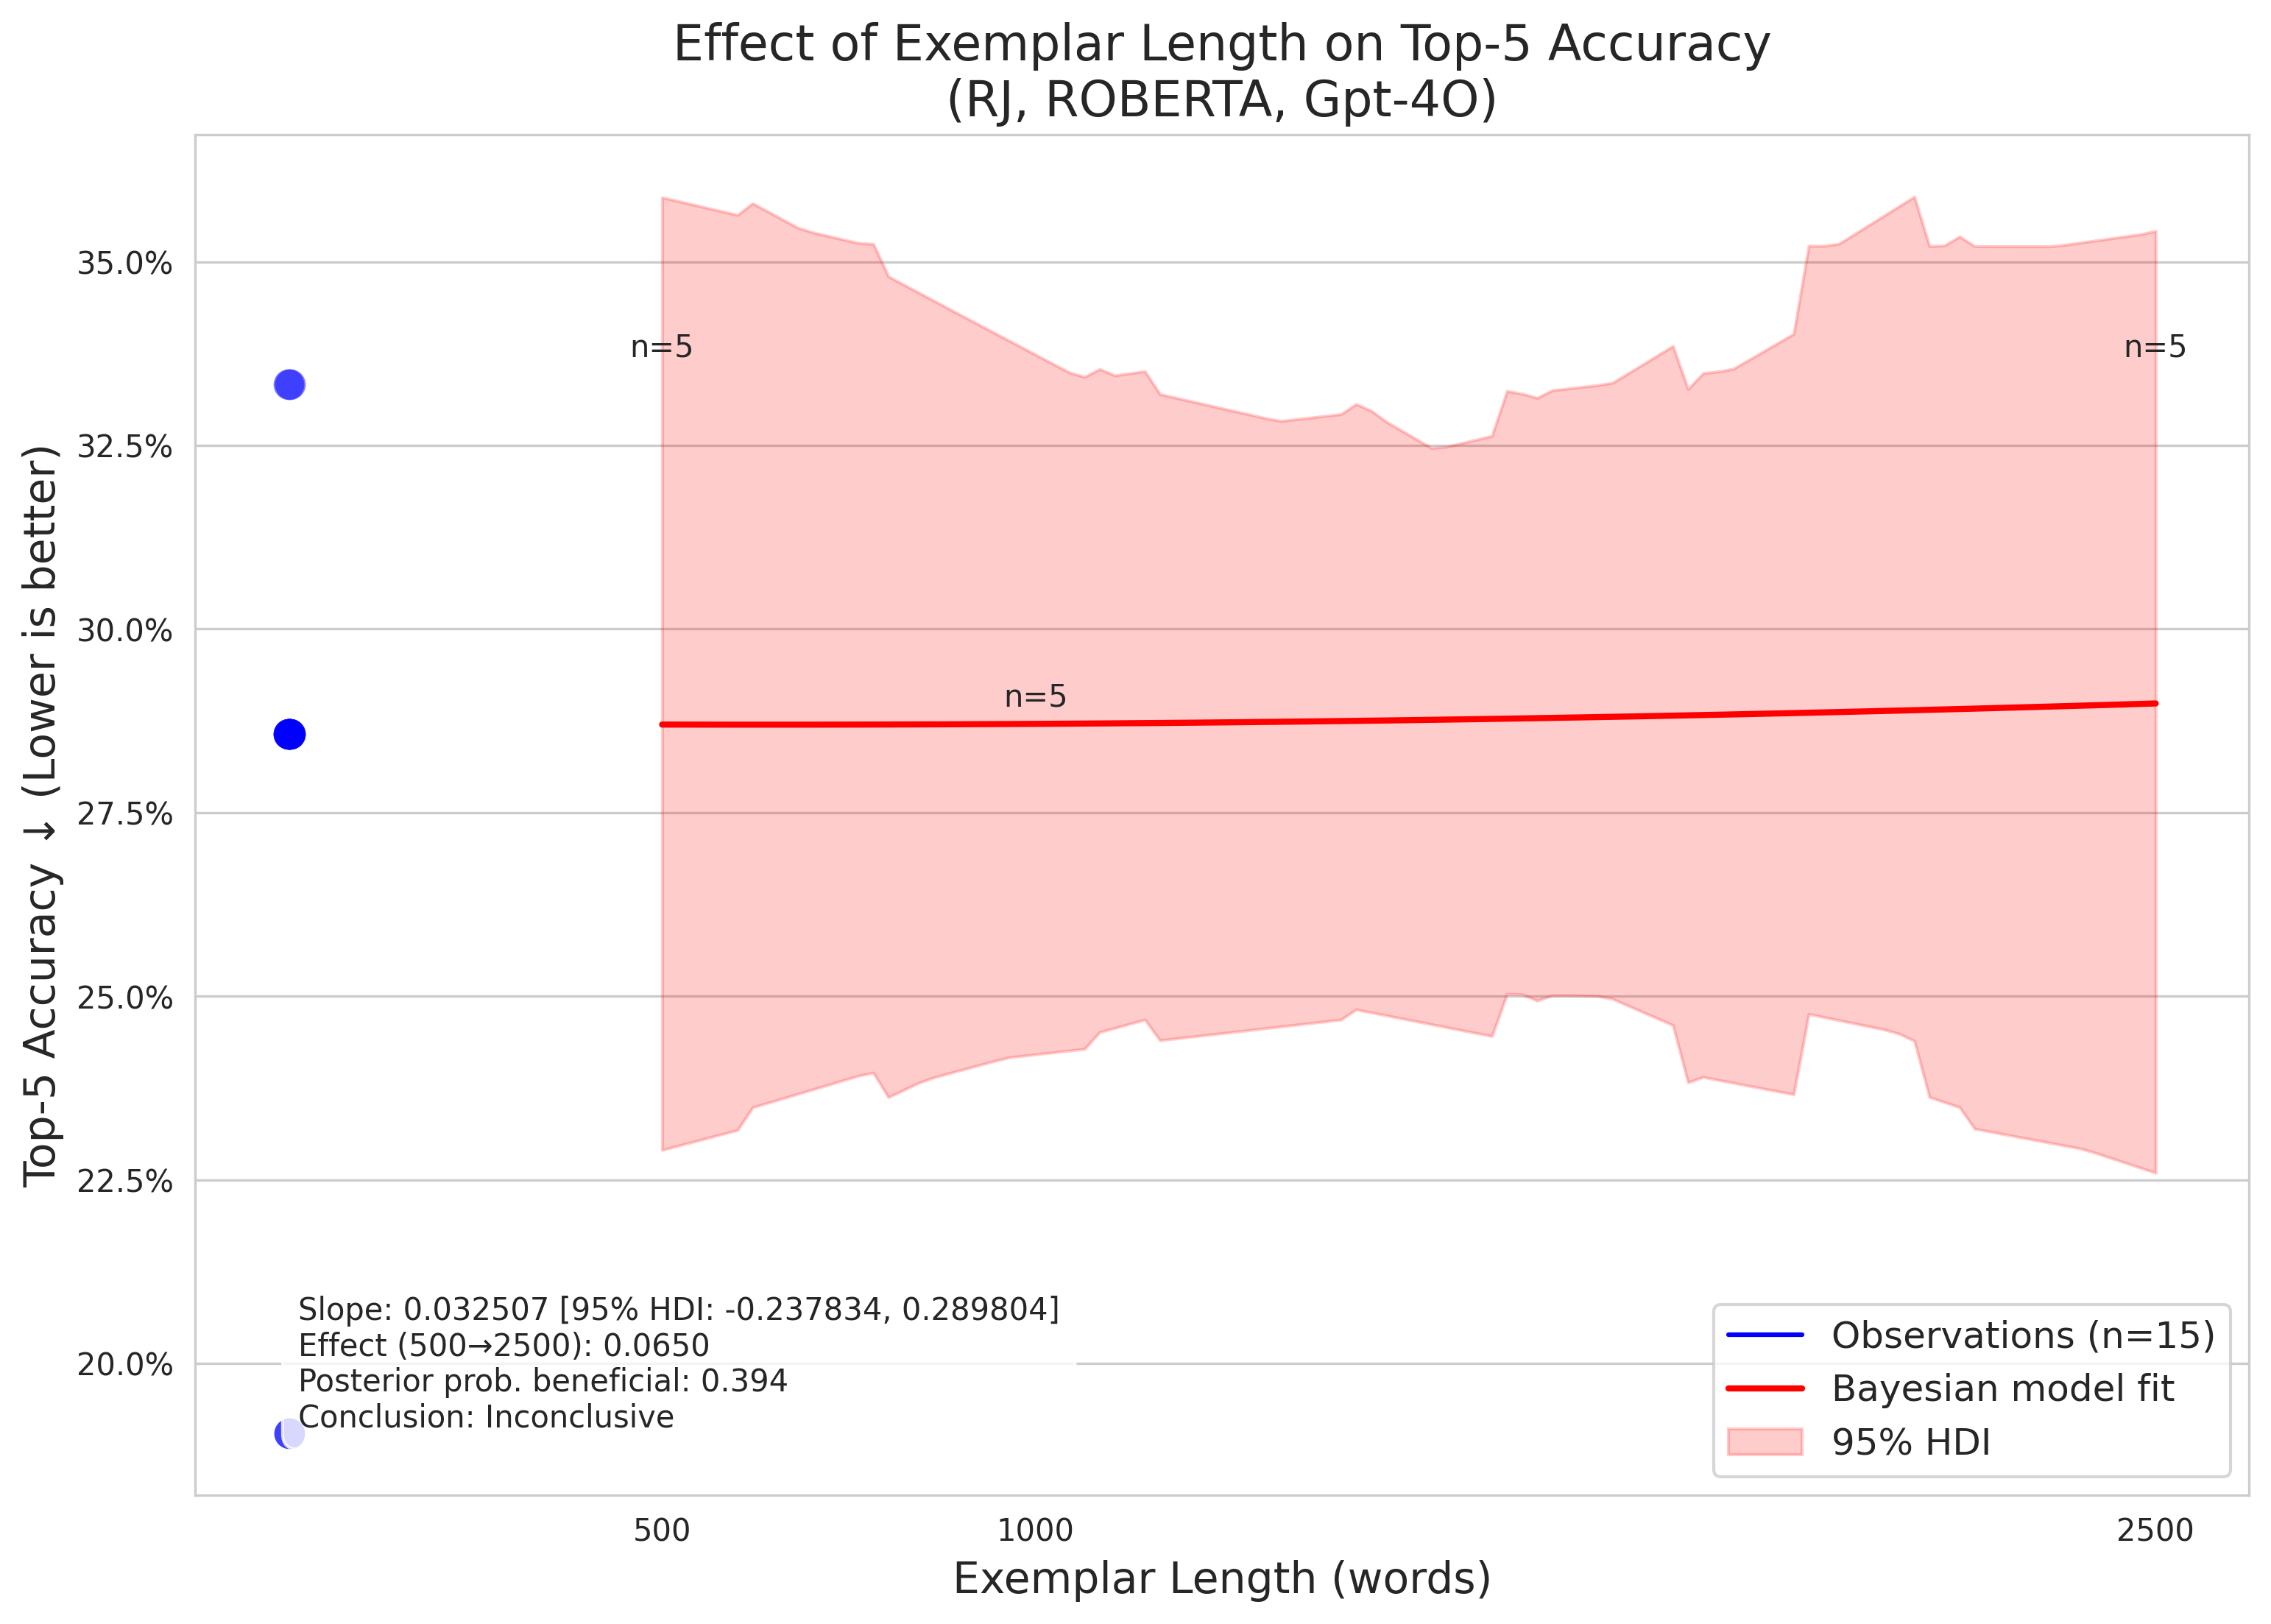 Effect of Exemplar Length on Top-5 Accuracy
(RJ, ROBERTA, Gpt-4O)
Top-5 Accuracy ↓ (Lower is better)
35.0%
32.5%
30.0%
27.5%
25.0%
22.5%
20.0%
n=5
n=5
n=5
Slope: 0.032507 [95% HDI: -0.237834, 0.289804]
Effect (500→2500): 0.0650
Posterior prob. beneficial: 0.394
Conclusion: Inconclusive
Observations (n=15)
Bayesian model fit
95% HDI
500
1000
2500
Exemplar Length (words)